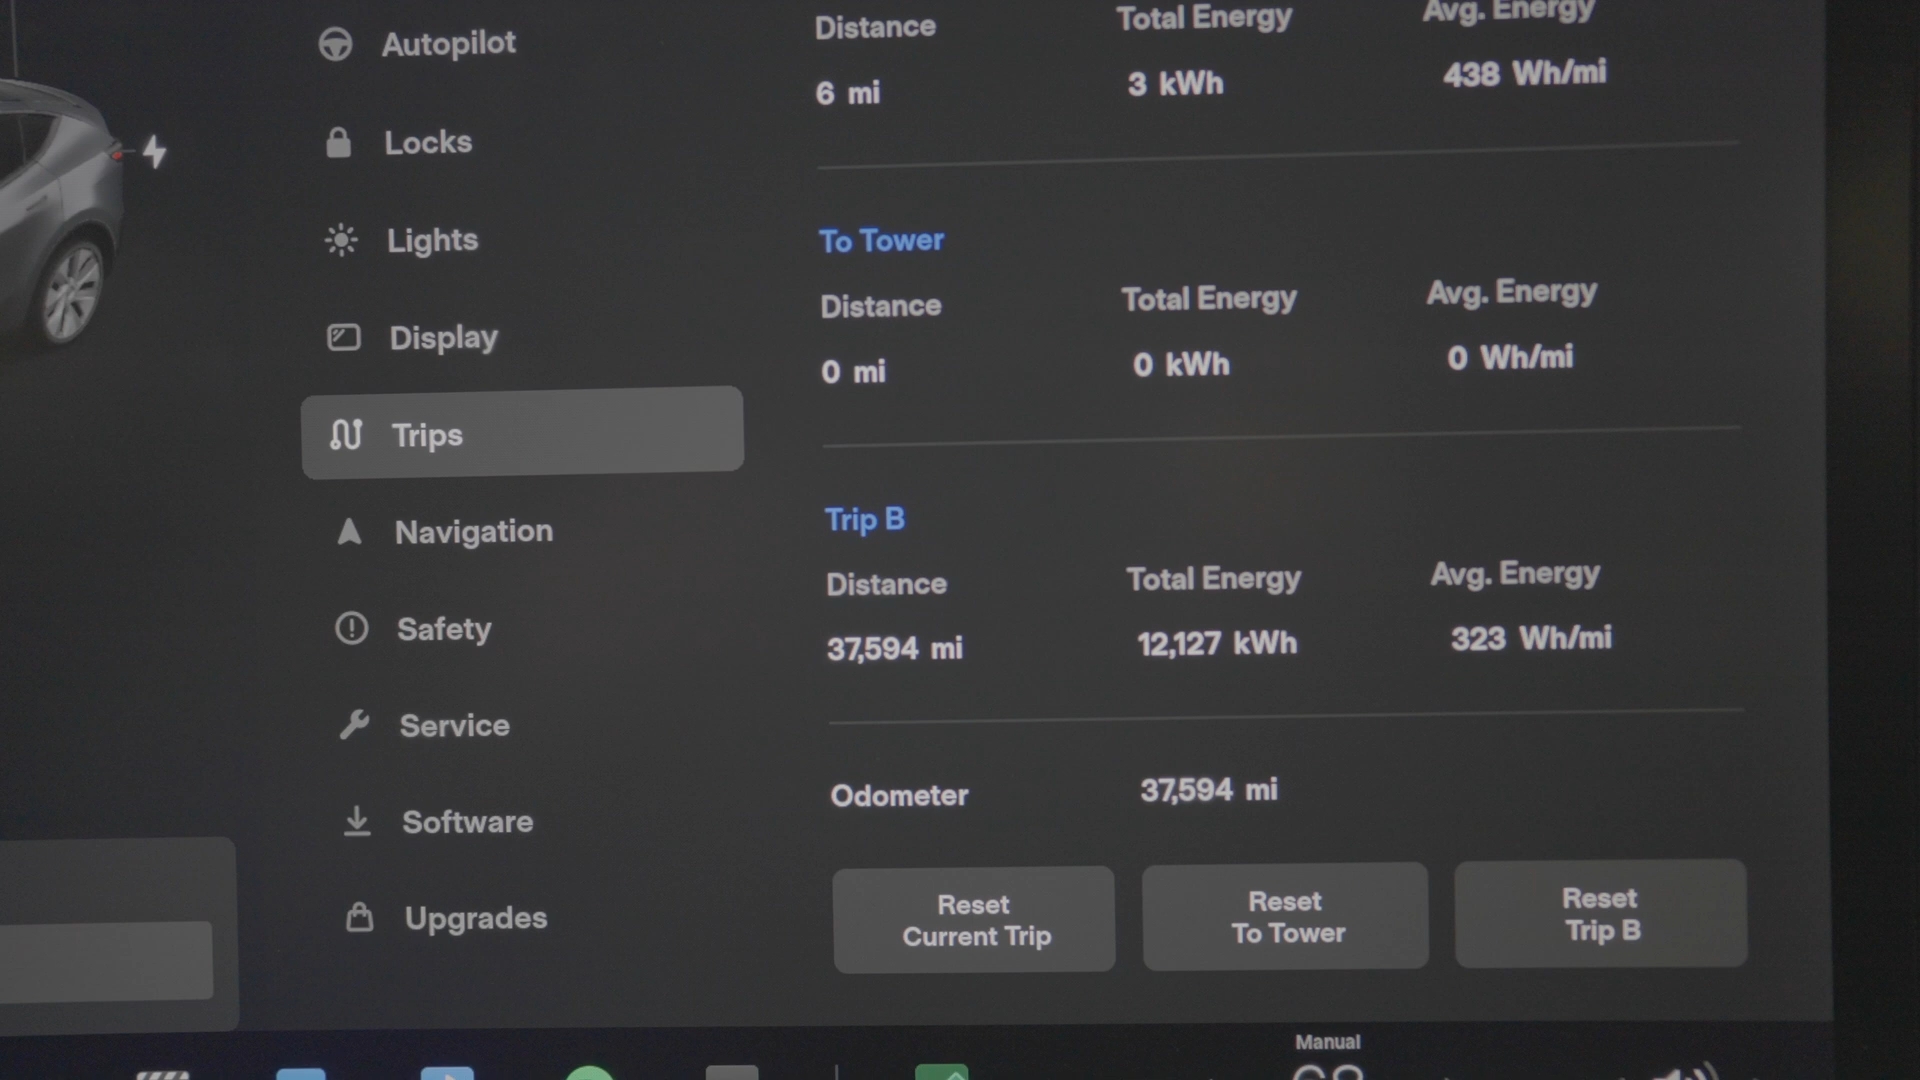 Autopilot
Locks
Lights
Display
Trips
Navigation
Safety
Service
Software
Upgrades
Distance Total Energy Avg. Energy
6 mi 3 kWh 438 Wh/mi
To Tower
Distance Total Energy Avg. Energy
0 mi 0 kWh 0 Wh/mi
Trip B
Distance Total Energy Avg. Energy
37,594 mi 12,127 kWh 323 Wh/mi
Odometer 37,594 mi
Reset
Current Trip
Reset
To Tower
Reset
Trip B
Manual